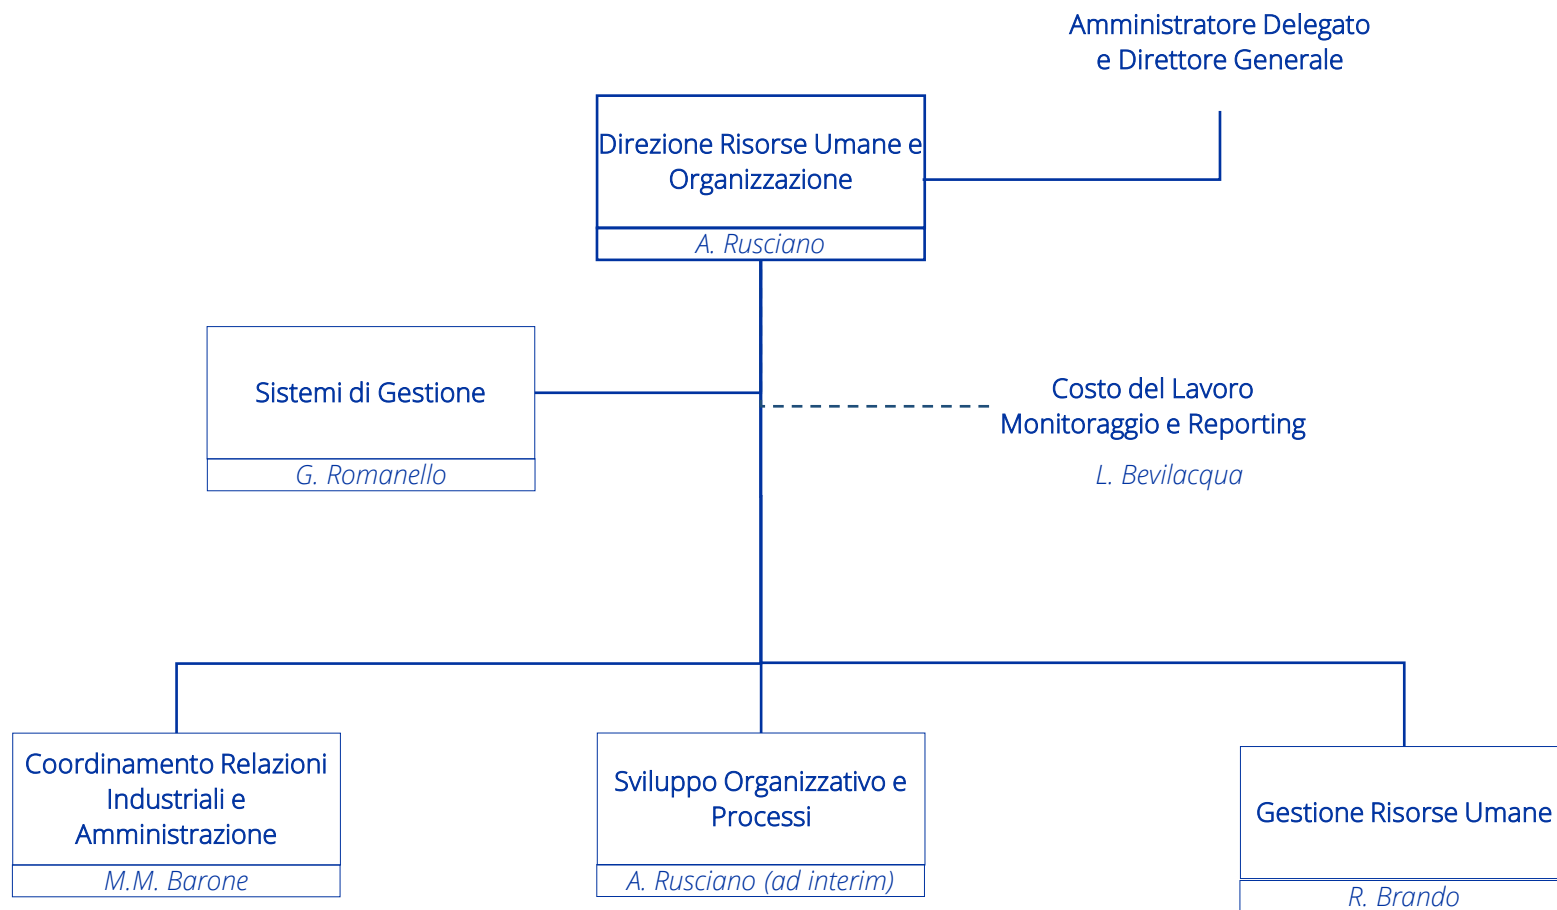 Amministratore Delegato
e Direttore Generale
Direzione Risorse Umane e
Organizzazione
A. Rusciano
Sistemi di Gestione
G. Romanello
Costo del Lavoro
Monitoraggio e Reporting
L. Bevilacqua
Coordinamento Relazioni
Industriali e
Amministrazione
M.M. Barone
Sviluppo Organizzativo e
Processi
A. Rusciano (ad interim)
Gestione Risorse Umane
R. Brando